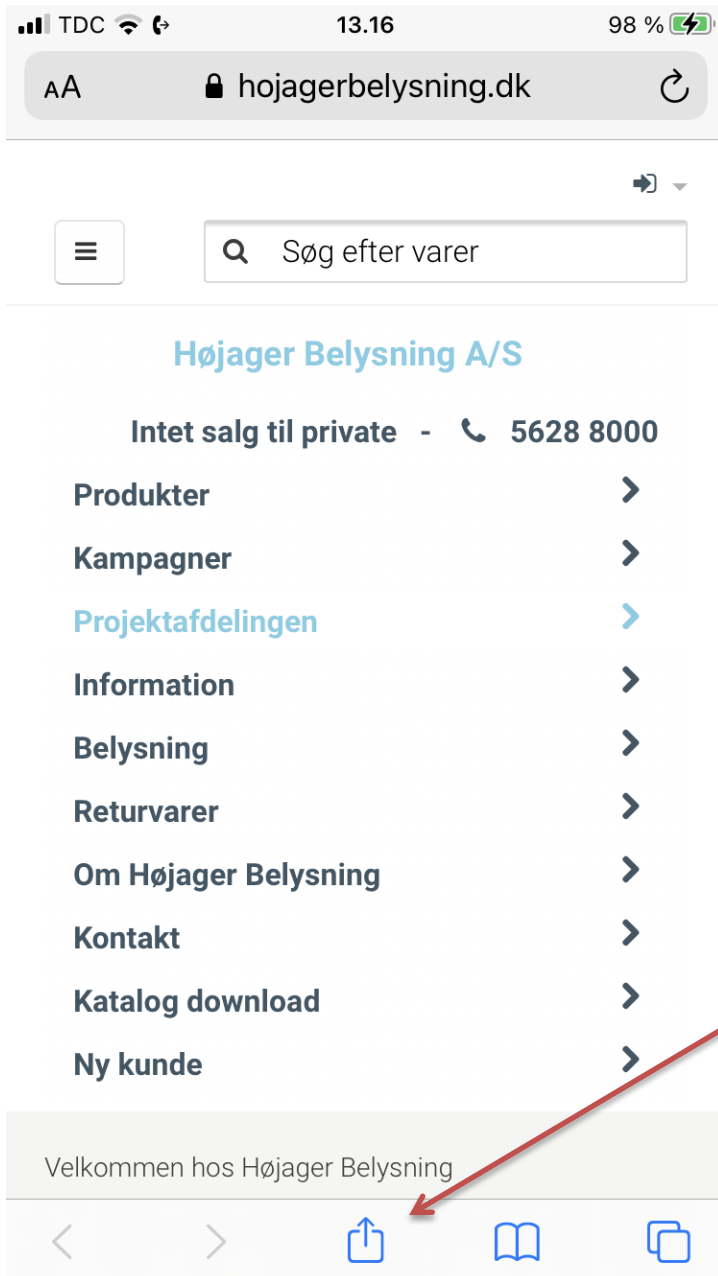 TDC 13.16 98 %
AA hojagerbelysning.dk
Søg efter varer
Højager Belysning A/S
Intet salg til private - 5628 8000
Produkter
Kampagner
Projektafdelingen
Information
Belysning
Returvarer
Om Højager Belysning
Kontakt
Katalog download
Ny kunde
Velkommen hos Højager Belysning